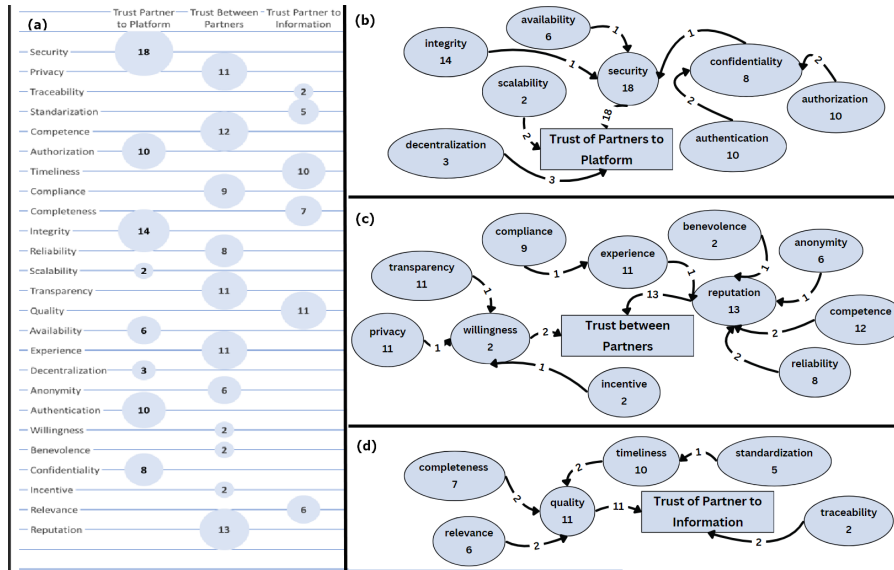 (a)
Trust Partner to Platform
Trust Between Partners
Trust Partner to Information
Security 18
Privacy 11
Traceability 2
Standarization 5
Competence 12
Authorization 10
Timeliness 10
Compliance 9
Completeness 7
Integrity 14
Reliability 8
Scalability 2
Transparency 11
Quality 11
Availability 6
Experience 11
Decentralization 3
Anonymity 6
Authentication 10
Willingness 2
Benevolence 2
Confidentiality 8
Incentive 2
Relevance 6
Reputation 13
(b)
availability
6
1
integrity
14
1
security
18
1
confidentiality
8
2
authorization
10
scalability
2
2
18
2
authentication
10
decentralization
3
3
Trust of Partners to
Platform
(c)
compliance
9
1
experience
11
1
benevolence
2
1
anonymity
6
1
transparency
11
1
reputation
13
13
competence
12
2
privacy
11
1
willingness
2
2
Trust between
Partners
reliability
8
2
incentive
2
1
(d)
completeness
7
2
timeliness
10
2
standardization
5
1
quality
11
11
Trust of Partner to
Information
traceability
2
2
relevance
6
2